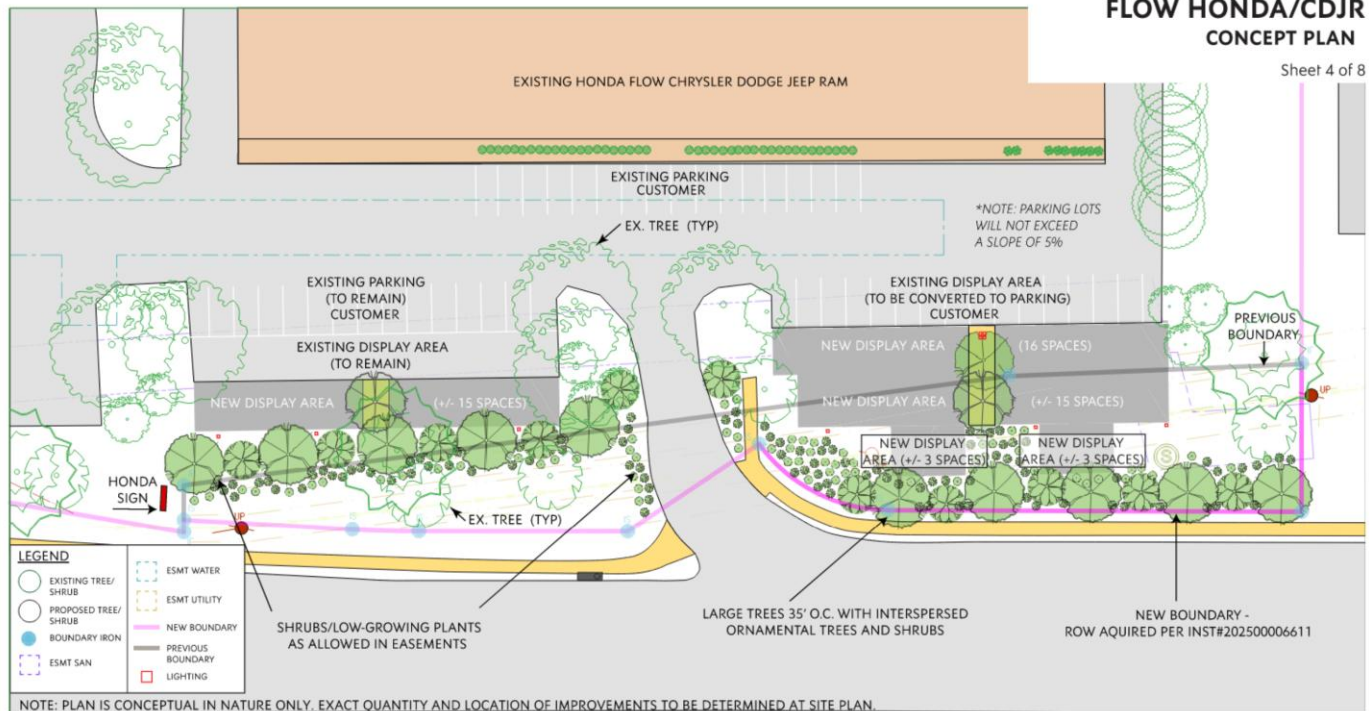 FLOW HONDA/CDJR
CONCEPT PLAN
Sheet 4 of 8
EXISTING HONDA FLOW CHRYSLER DODGE JEEP RAM
EXISTING PARKING
CUSTOMER
EX. TREE (TYP)
*NOTE: PARKING LOTS
WILL NOT EXCEED
A SLOPE OF 5%
EXISTING PARKING
(TO REMAIN)
CUSTOMER
EXISTING DISPLAY AREA
(TO REMAIN)
NEW DISPLAY AREA (+/- 15 SPACES)
EXISTING DISPLAY AREA
(TO BE CONVERTED TO PARKING)
CUSTOMER
NEW DISPLAY AREA (16 SPACES)
NEW DISPLAY AREA (+/- 15 SPACES)
PREVIOUS
BOUNDARY
UP
NEW DISPLAY
AREA (+/- 3 SPACES)
NEW DISPLAY
AREA (+/- 3 SPACES)
S
HONDA
SIGN
UP
EX. TREE (TYP)
LEGEND
EXISTING TREE/
SHRUB
PROPOSED TREE/
SHRUB
BOUNDARY IRON
ESMT SAN
ESMT WATER
ESMT UTILITY
NEW BOUNDARY
PREVIOUS
BOUNDARY
LIGHTING
SHRUBS/LOW-GROWING PLANTS
AS ALLOWED IN EASEMENTS
LARGE TREES 35' O.C. WITH INTERSPERSED
ORNAMENTAL TREES AND SHRUBS
NEW BOUNDARY -
ROW AQUIRED PER INST#202500006611
NOTE: PLAN IS CONCEPTUAL IN NATURE ONLY. EXACT QUANTITY AND LOCATION OF IMPROVEMENTS TO BE DETERMINED AT SITE PLAN.